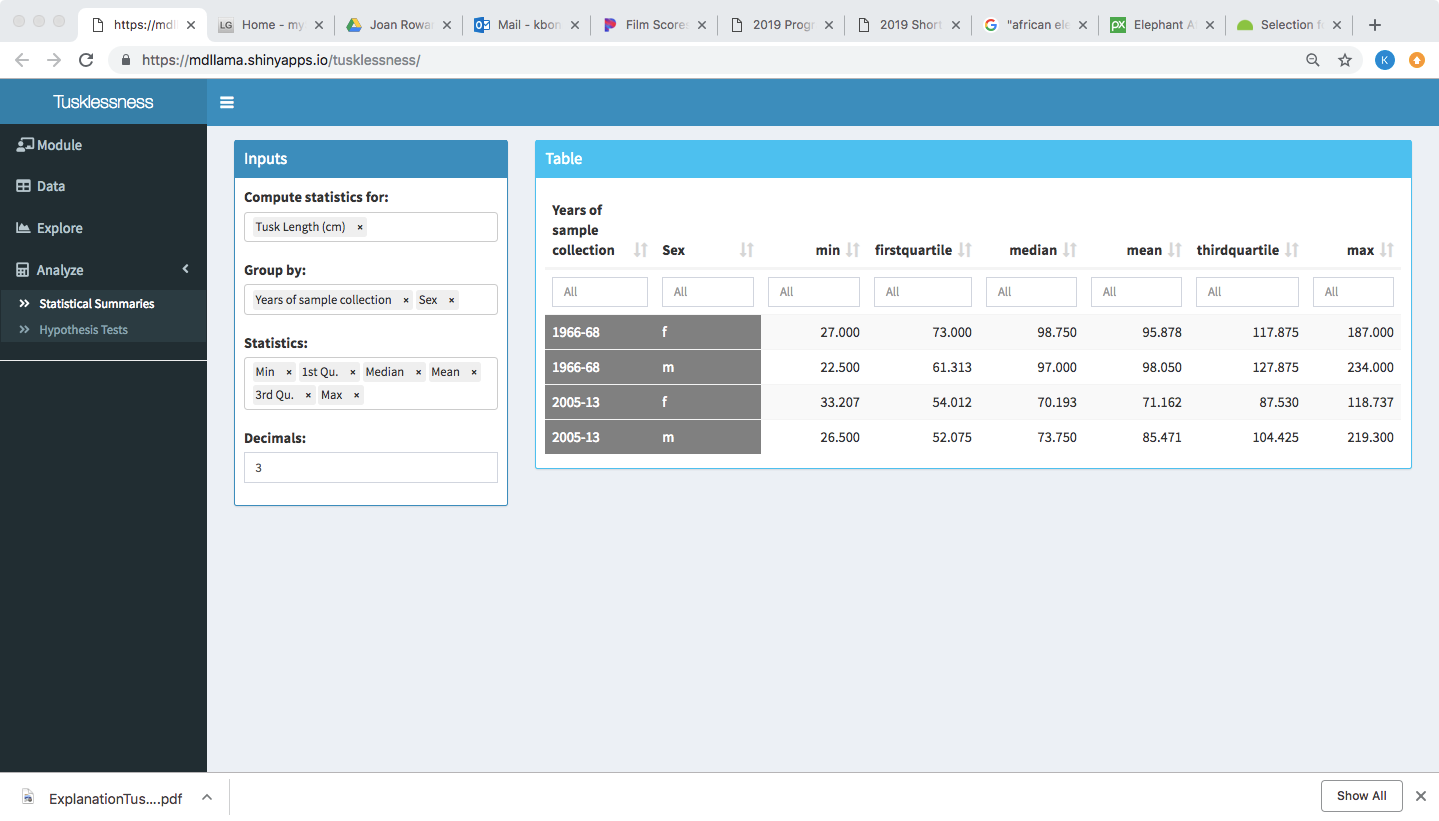 https://mdl
Home - my
Joan Rowar
Mail - kbon
Film Scores
2019 Progr
2019 Short
"african ele
Elephant A
Selection fo
https://mdllama.shinyapps.io/tusklessness/
K
Tusklessness
Module
Data
Explore
Analyze
Statistical Summaries
Hypothesis Tests
Inputs
Compute statistics for:
Tusk Length (cm) ×
Group by:
Years of sample collection × Sex ×
Statistics:
Min × 1st Qu. × Median × Mean ×
3rd Qu. × Max ×
Decimals:
3
Table
Years of sample collection Sex min firstquartile median mean thirdquartile max
All All All All All All All All
1966-68 f 27.000 73.000 98.750 95.878 117.875 187.000
1966-68 m 22.500 61.313 97.000 98.050 127.875 234.000
2005-13 f 33.207 54.012 70.193 71.162 87.530 118.737
2005-13 m 26.500 52.075 73.750 85.471 104.425 219.300
ExplanationTus....pdf
Show All